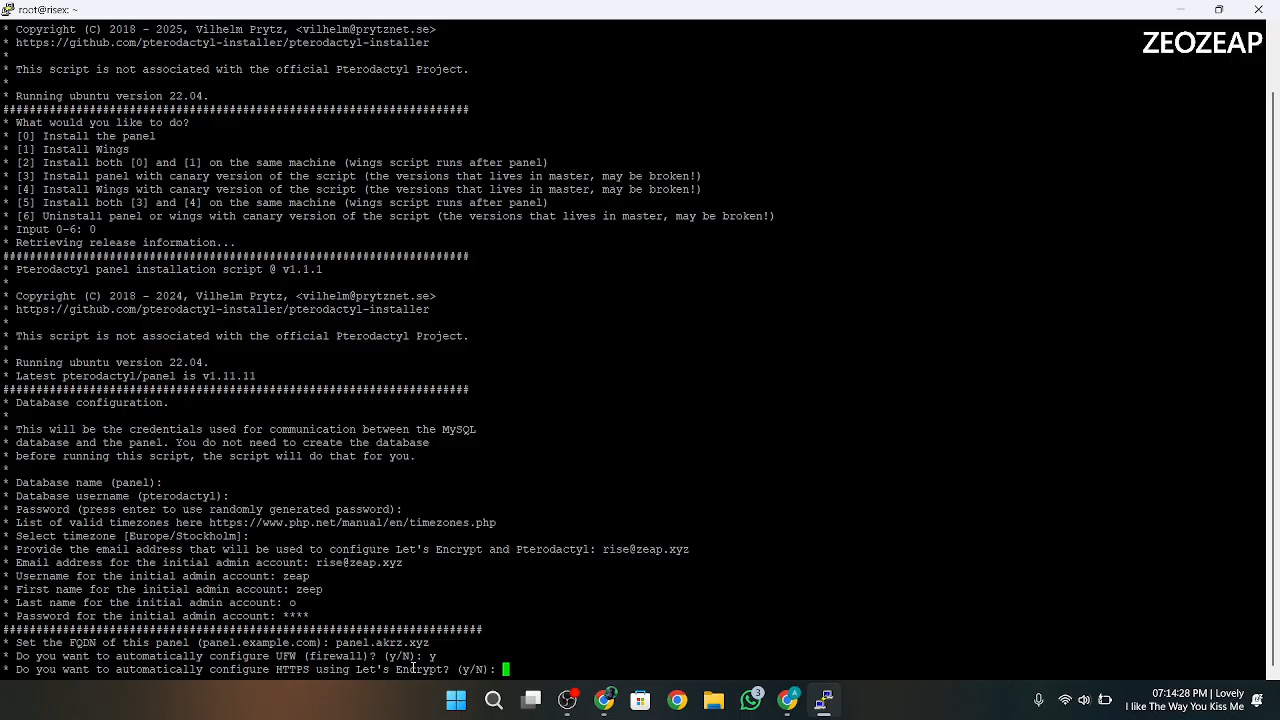 root@risex: ~
* Copyright (C) 2018 - 2025, Vilhelm Prytz, <vilhelm@prytznet.se>
* https://github.com/pterodactyl-installer/pterodactyl-installer
*
* This script is not associated with the official Pterodactyl Project.
*
* Running ubuntu version 22.04.
######################################################################
* What would you like to do?
* [0] Install the panel
* [1] Install Wings
* [2] Install both [0] and [1] on the same machine (wings script runs after panel)
* [3] Install panel with canary version of the script (the versions that lives in master, may be broken!)
* [4] Install Wings with canary version of the script (the versions that lives in master, may be broken!)
* [5] Install both [3] and [4] on the same machine (wings script runs after panel)
* [6] Uninstall panel or wings with canary version of the script (the versions that lives in master, may be broken!)
* Input 0-6: 0
* Retrieving release information...
######################################################################
* Pterodactyl panel installation script @ v1.1.1
*
* Copyright (C) 2018 - 2024, Vilhelm Prytz, <vilhelm@prytznet.se>
* https://github.com/pterodactyl-installer/pterodactyl-installer
*
* This script is not associated with the official Pterodactyl Project.
*
* Running ubuntu version 22.04.
* Latest pterodactyl/panel is v1.11.11
######################################################################
* Database configuration.
*
* This will be the credentials used for communication between the MySQL
* database and the panel. You do not need to create the database
* before running this script, the script will do that for you.
*
* Database name (panel):
* Database username (pterodactyl):
* Password (press enter to use randomly generated password):
* List of valid timezones here https://www.php.net/manual/en/timezones.php
* Select timezone [Europe/Stockholm]:
* Provide the email address that will be used to configure Let's Encrypt and Pterodactyl: rise@zeap.xyz
* Email address for the initial admin account: rise@zeap.xyz
* Username for the initial admin account: zeap
* First name for the initial admin account: zeep
* Last name for the initial admin account: o
* Password for the initial admin account: ****
########################################################################
* Set the FQDN of this panel (panel.example.com): panel.akrz.xyz
* Do you want to automatically configure UFW (firewall)? (y/N): y
* Do you want to automatically configure HTTPS using Let's Encrypt? (y/N):
ZEOZEAP
3
A
07:14:28 PM | Lovely
I like The Way You Kiss Me